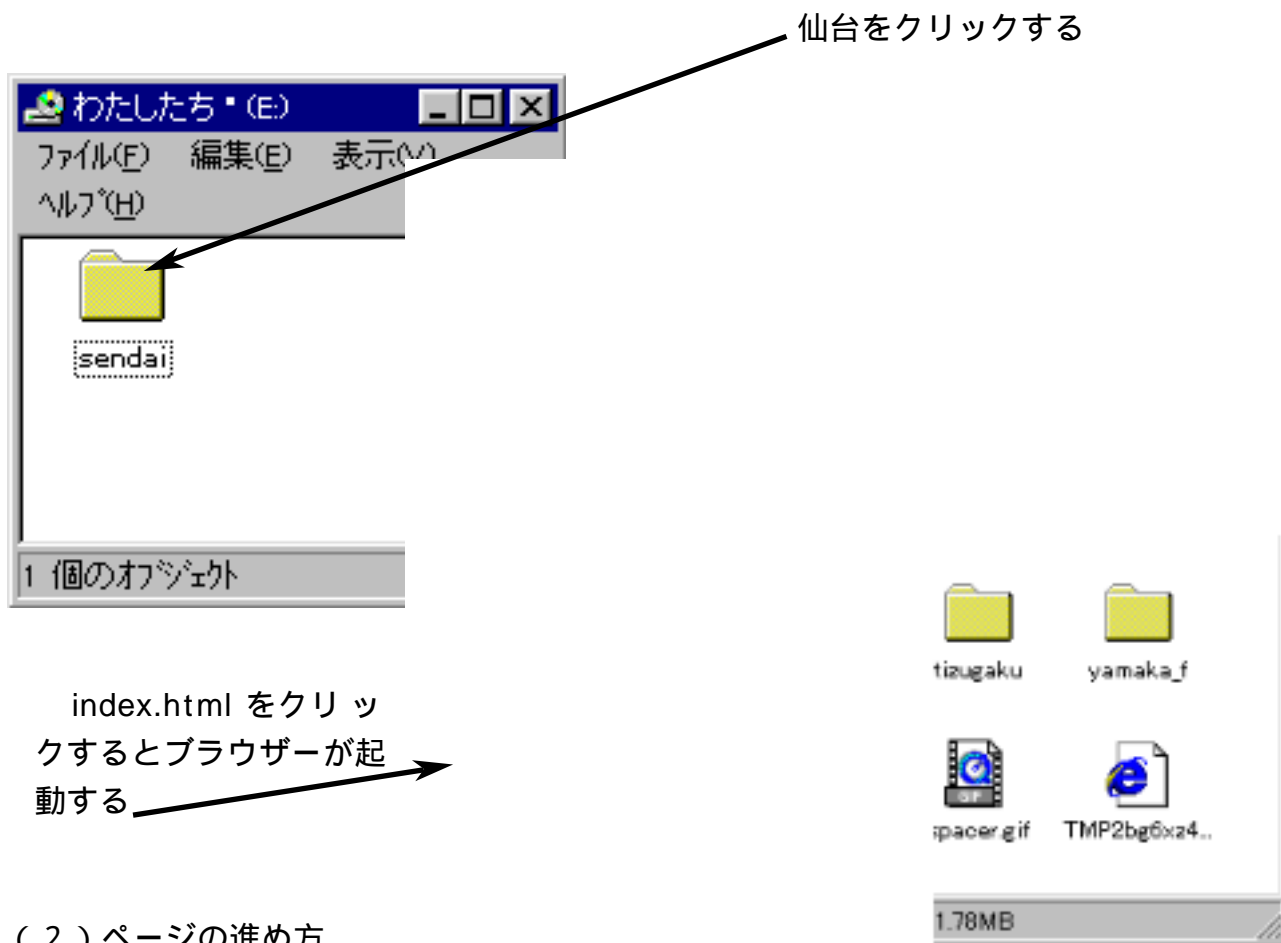 仙台をクリックする
わたしたち・(E:)
ファイル(F) 編集(E) 表示(V)
ヘルプ(H)
sendai
1 個のオブジェクト
tizugaku yamaka_f
index.html をクリッ
クするとブラウザーが起
動する
spacer.gif TMP2bg6xz4..
1.78MB
(2)ページの進め方